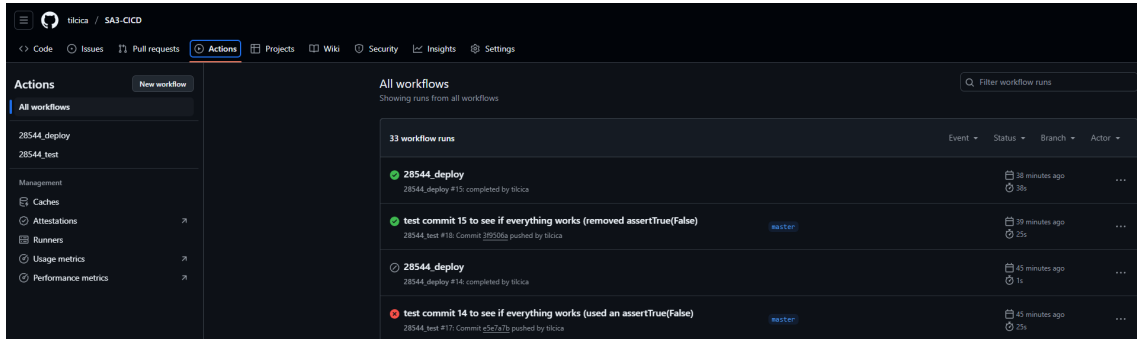 tilcica / SA3-CICD
Code Issues Pull requests Actions Projects Wiki Security Insights Settings
Actions New workflow
All workflows
28544_deploy
28544_test
Management
Caches
Attestations
Runners
Usage metrics
Performance metrics
All workflows
Showing runs from all workflows
Filter workflow runs
33 workflow runs Event Status Branch Actor
28544_deploy
28544_deploy #15: completed by tilcica
38 minutes ago
38s
test commit 15 to see if everything works (removed assertTrue(False)
28544_test #18: Commit 3f9506a pushed by tilcica
master
39 minutes ago
25s
28544_deploy
28544_deploy #14: completed by tilcica
45 minutes ago
1s
test commit 14 to see if everything works (used an assertTrue(False)
28544_test #17: Commit e5e7a7b pushed by tilcica
master
45 minutes ago
25s